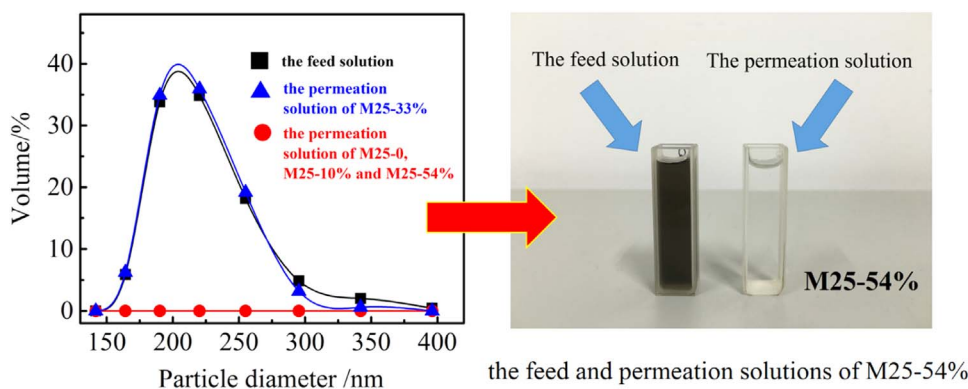 Volume/%
40
30
20
10
0
150
200
250
300
350
400
Particle diameter /nm
the feed solution
the permeation
solution of M25-33%
the permeation
solution of M25-0,
M25-10% and M25-54%
The feed solution
The permeation solution
M25-54%
the feed and permeation solutions of M25-54%